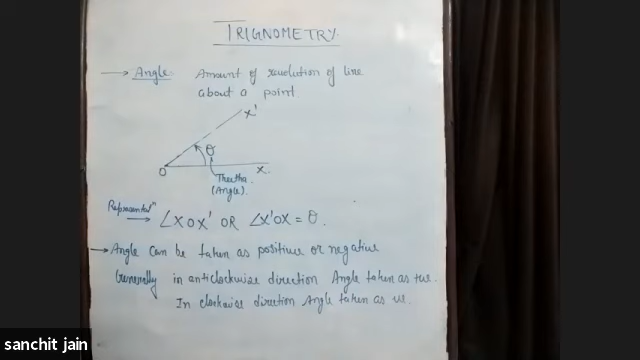 TRIGNOMETRY
→ Angle: Amount of revolution of line
about a point
X'
θ
O
X
Theetha
(Angle).
Representatⁿ
→ ∠XOX' OR ∠X'OX = θ.
→ Angle can be taken as positive or negative
Generally in anticlockwise direction Angle taken as +ve.
In clockwise direction Angle taken as -ve.
sanchit jain